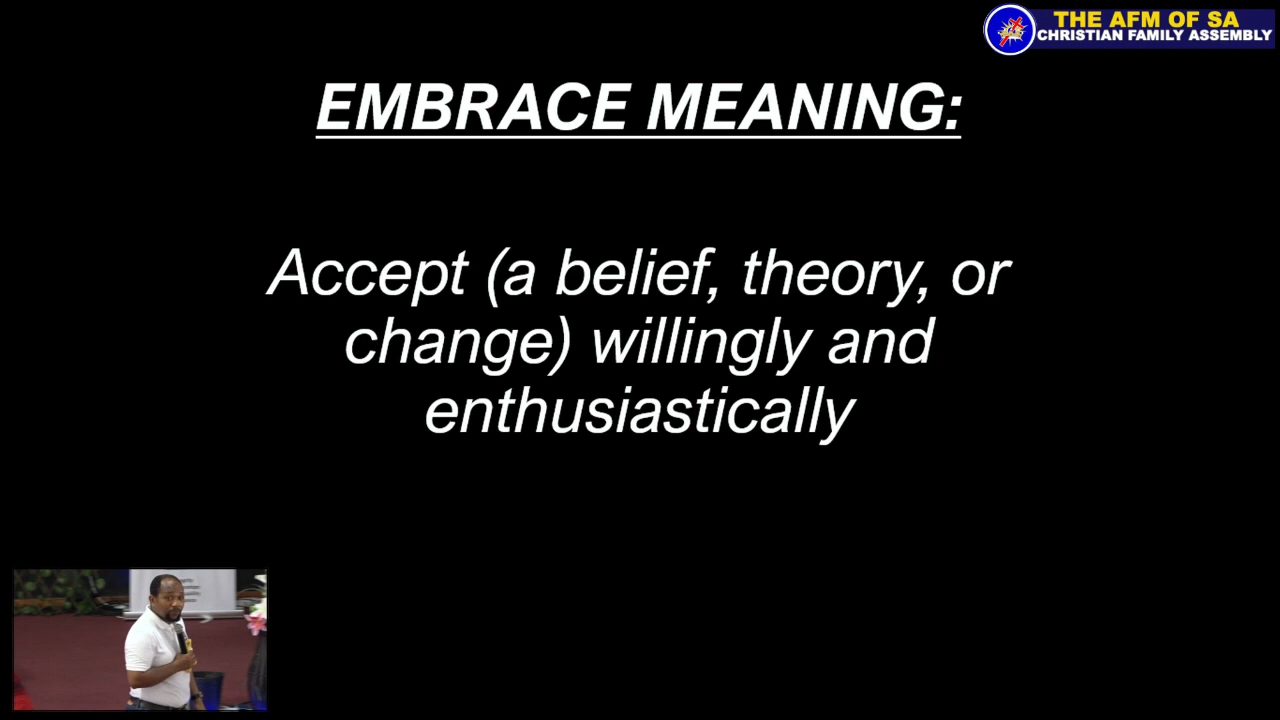 THE AFM OF SA
CHRISTIAN FAMILY ASSEMBLY
EMBRACE MEANING:
Accept (a belief, theory, or
change) willingly and
enthusiastically